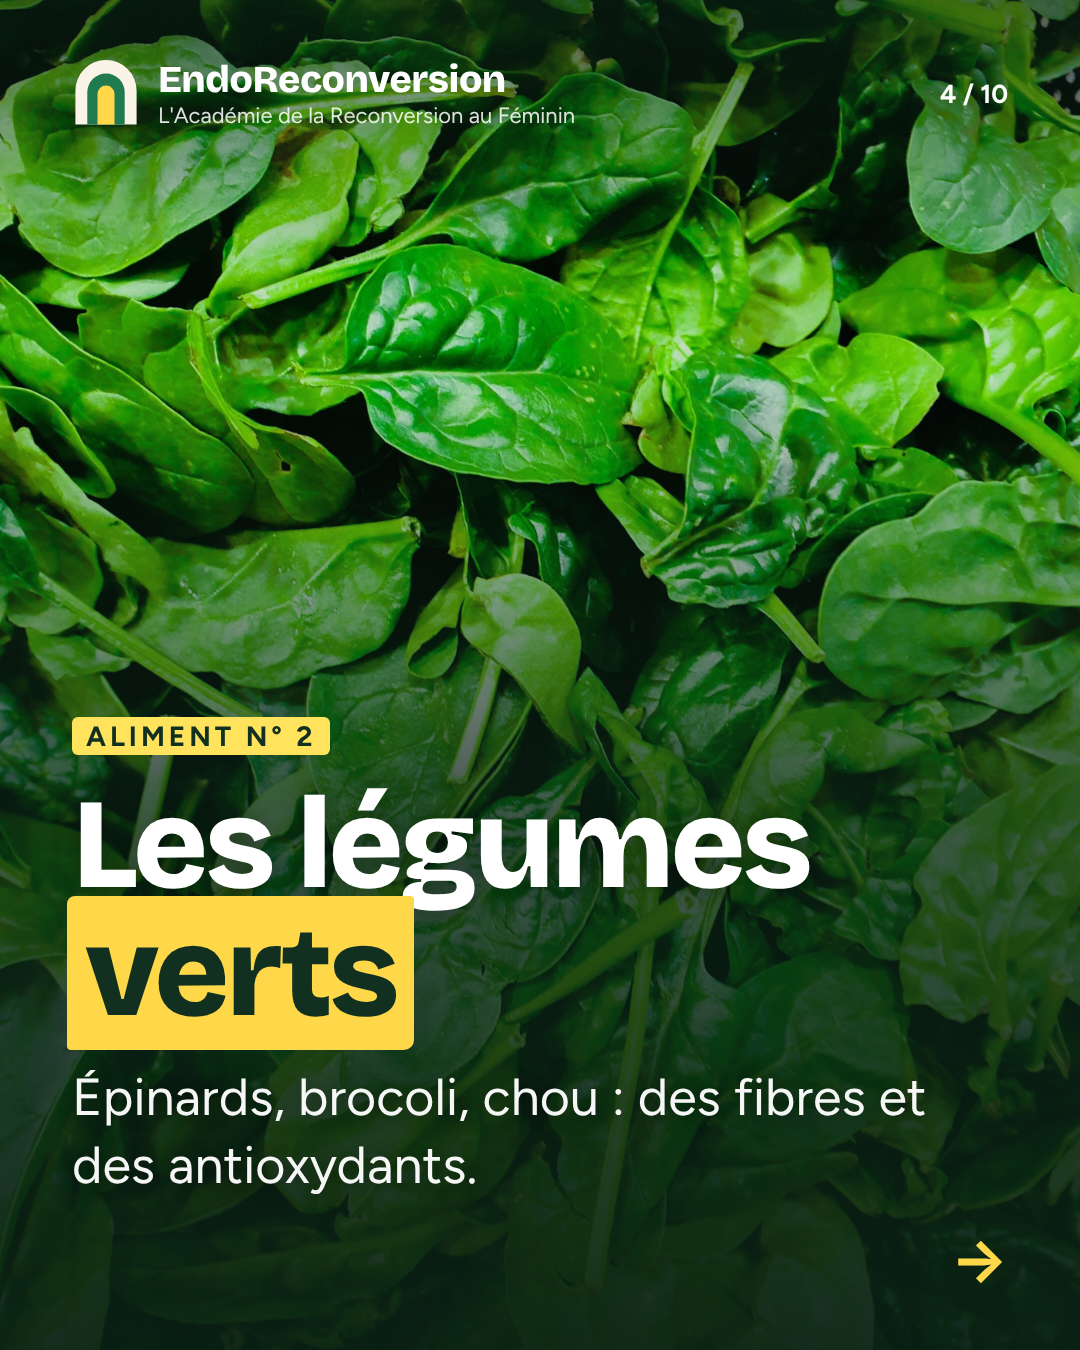 EndoReconversion
L'Académie de la Reconversion au Féminin
4 / 10
ALIMENT N° 2
Les légumes
verts
Épinards, brocoli, chou : des fibres et
des antioxydants.